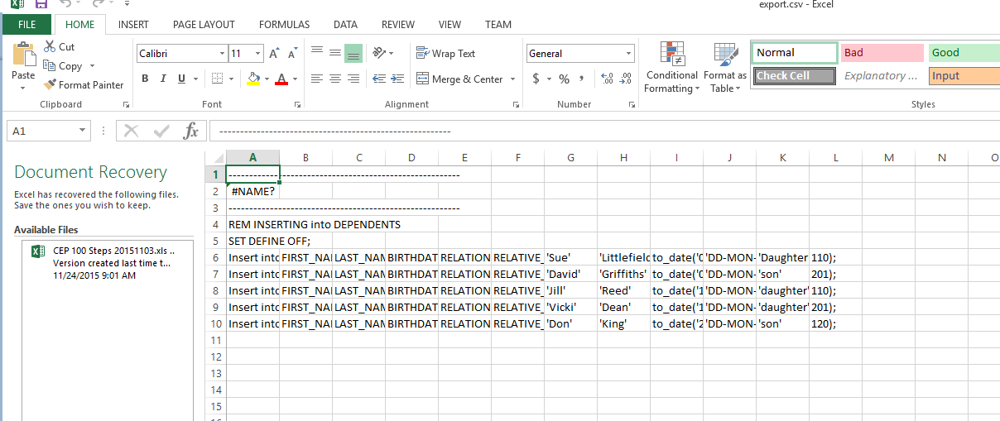 export.csv - Excel
FILE HOME INSERT PAGE LAYOUT FORMULAS DATA REVIEW VIEW TEAM
Paste
Cut
Copy
Format Painter
Clipboard
Calibri 11
B I U
Font
Wrap Text
Merge & Center
Alignment
General
$ % ,
Number
Conditional Formatting
Format as Table
Normal Bad Good
Check Cell Explanatory ... Input
Styles
A1 fx --------------------------------------------------------
Document Recovery
Excel has recovered the following files.
Save the ones you wish to keep.
Available Files
CEP 100 Steps 20151103.xls ..
Version created last time t...
11/24/2015 9:01 AM
A B C D E F G H I J K L M N O
1 --------------------------------------------------------
2 #NAME?
3 --------------------------------------------------------
4 REM INSERTING into DEPENDENTS
5 SET DEFINE OFF;
6 Insert into FIRST_NA LAST_NAM BIRTHDAT RELATION RELATIVE_ 'Sue' 'Littlefield to_date('0 'DD-MON- 'Daughter 110);
7 Insert into FIRST_NA LAST_NAM BIRTHDAT RELATION RELATIVE_ 'David' 'Griffiths' to_date('0 'DD-MON- 'son' 201);
8 Insert into FIRST_NA LAST_NAM BIRTHDAT RELATION RELATIVE_ 'Jill' 'Reed' to_date('1 'DD-MON- 'daughter' 110);
9 Insert into FIRST_NA LAST_NAM BIRTHDAT RELATION RELATIVE_ 'Vicki' 'Dean' to_date('1 'DD-MON- 'daughter' 201);
10 Insert into FIRST_NA LAST_NAM BIRTHDAT RELATION RELATIVE_ 'Don' 'King' to_date('2 'DD-MON- 'son' 120);
11
12
13
14
15